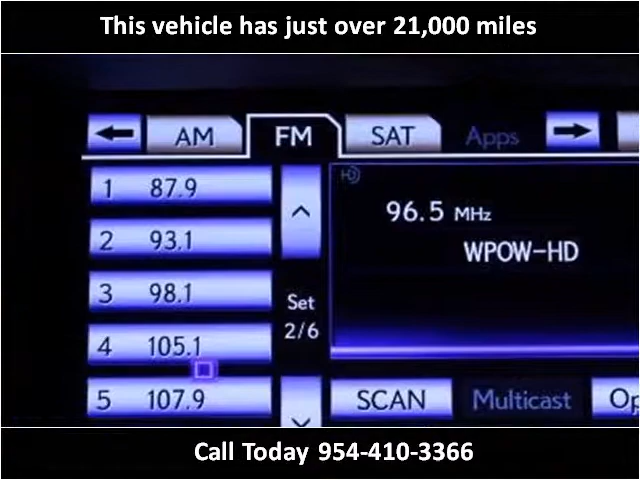 This vehicle has just over 21,000 miles
AM FM SAT Apps
1 87.9
2 93.1
3 98.1
4 105.1
5 107.9
Set
2/6
96.5 MHz
WPOW-HD
SCAN Multicast
Call Today 954-410-3366